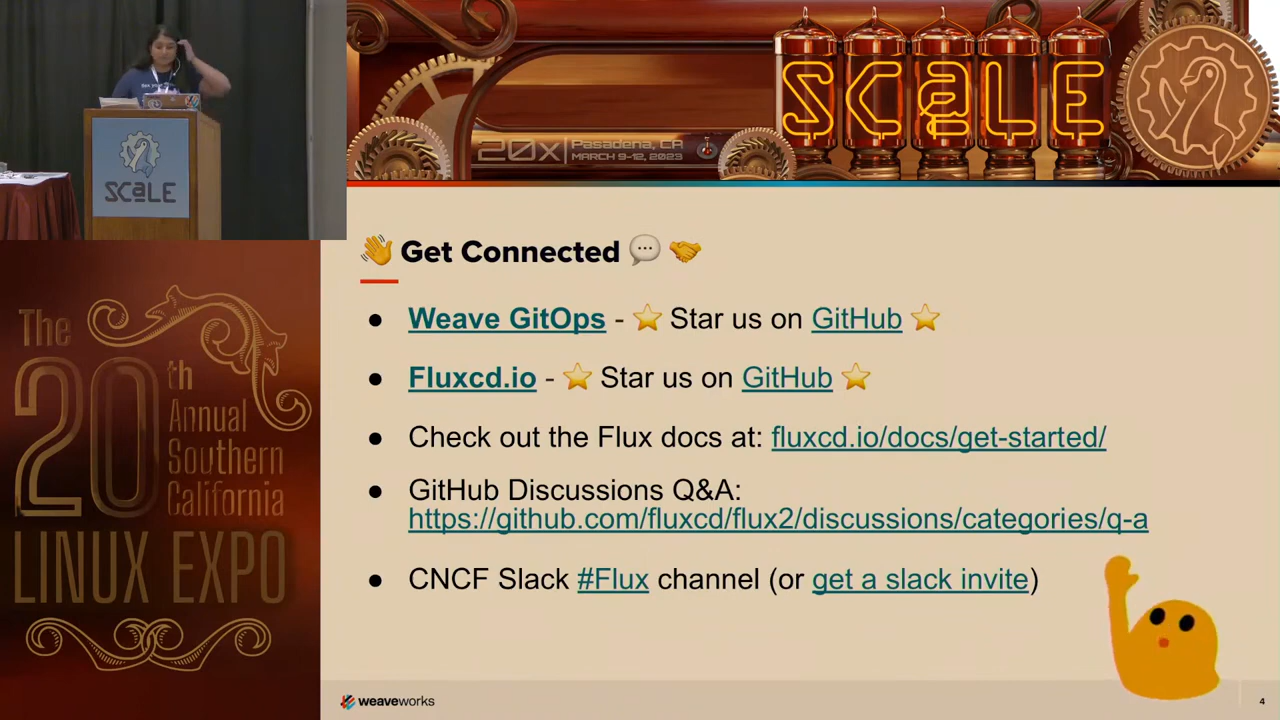 SCALE
20x
Pasadena, CA
MARCH 9-12, 2023
SCALE
👋 Get Connected 💬 🤝
● Weave GitOps - ⭐ Star us on GitHub ⭐
● Fluxcd.io - ⭐ Star us on GitHub ⭐
● Check out the Flux docs at: fluxcd.io/docs/get-started/
● GitHub Discussions Q&A:
https://github.com/fluxcd/flux2/discussions/categories/q-a
● CNCF Slack #Flux channel (or get a slack invite)
The
20th
Annual
Southern
California
LINUX EXPO
weaveworks
4